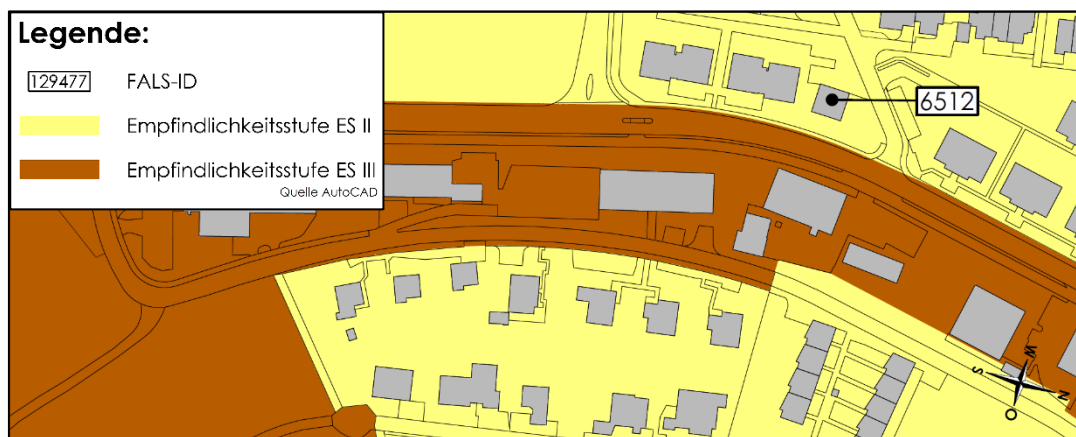 Legende:
129477 FALS-ID
Empfindlichkeitsstufe ES II
Empfindlichkeitsstufe ES III
Quelle AutoCAD
6512
W
S
N
O